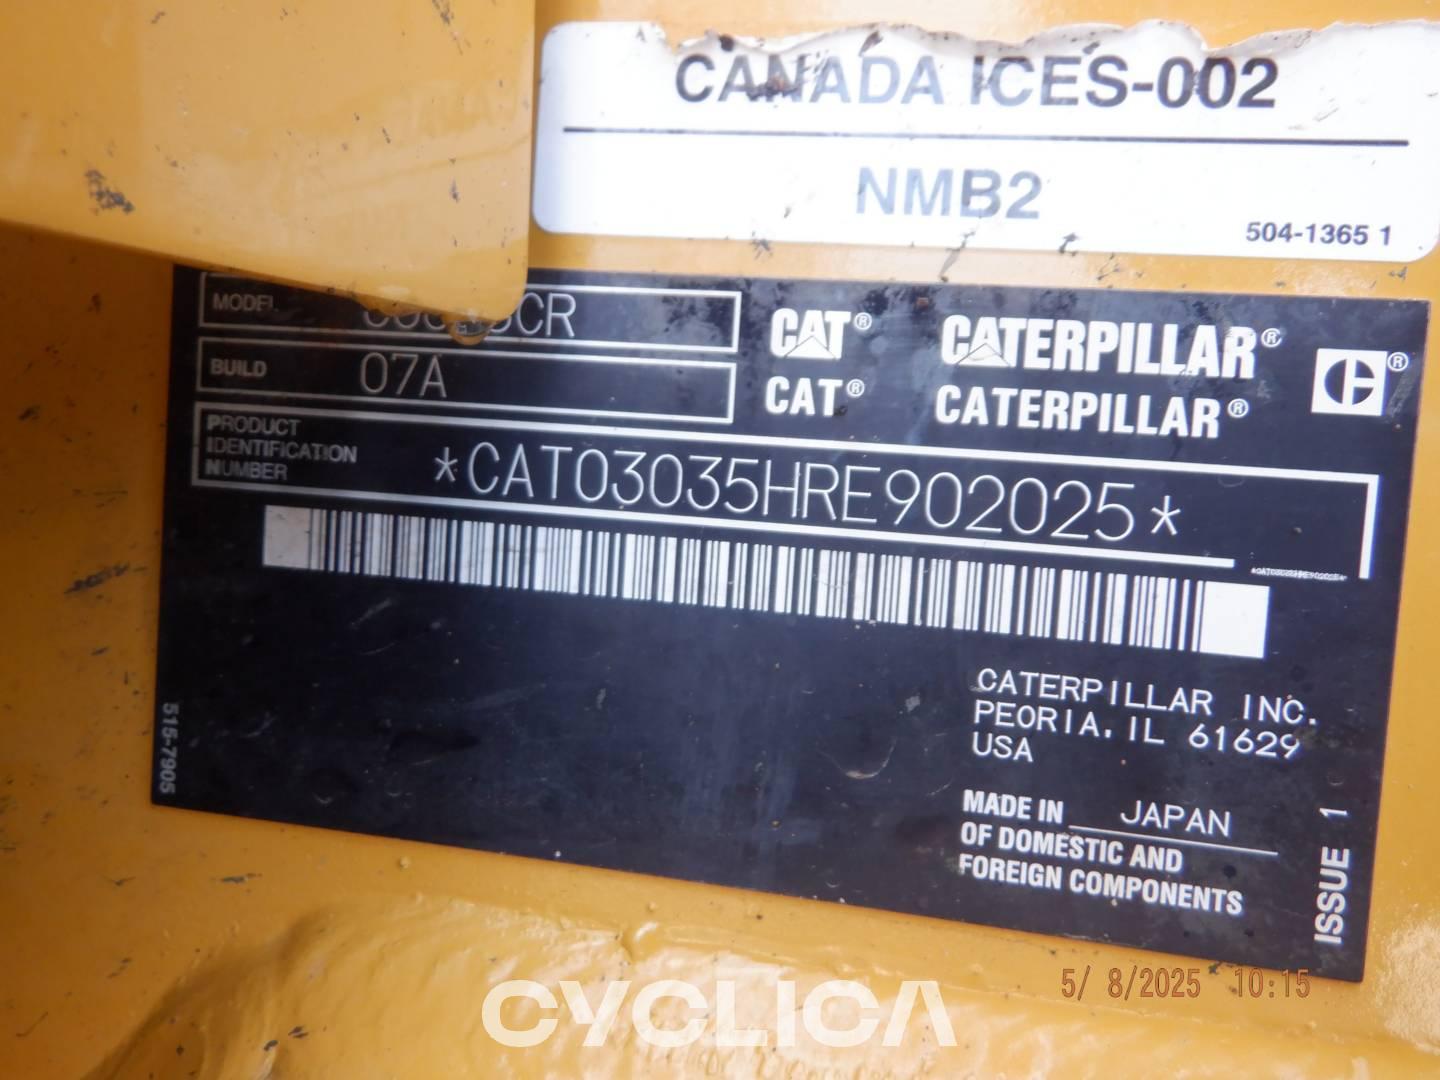 CANADA ICES-002
NMB2
504-1365 1
MODEL
BUILD 07A
CAT® CATERPILLAR®
CAT® CATERPILLAR®
PRODUCT
IDENTIFICATION
NUMBER
*CAT03035HRE902025*
CATERPILLAR INC.
PEORIA, IL 61629
USA
MADE IN JAPAN
OF DOMESTIC AND
FOREIGN COMPONENTS
515-7905
ISSUE 1
5/ 8/2025 10:15
CYCLICA